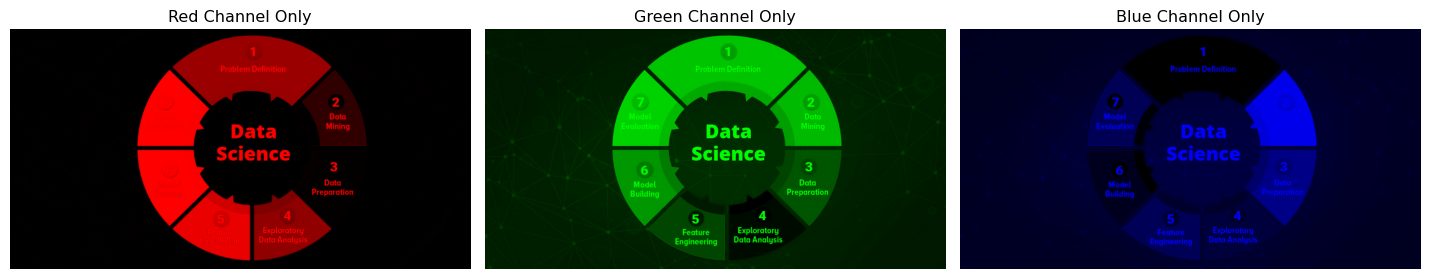 Red Channel Only
Green Channel Only
Blue Channel Only
1
Problem Definition
2
Data
Mining
Data
Science
3
Data
Preparation
5
4
Exploratory
Data Analysis
1
Problem Definition
7
Model
Evaluation
2
Data
Mining
Data
Science
6
Model
Building
3
Data
Preparation
5
Feature
Engineering
4
Exploratory
Data Analysis
1
Problem Definition
7
Model
Evaluation
2
Data
Science
6
Model
Building
3
Data
Preparation
5
Feature
Engineering
4
Exploratory
Data Analysis